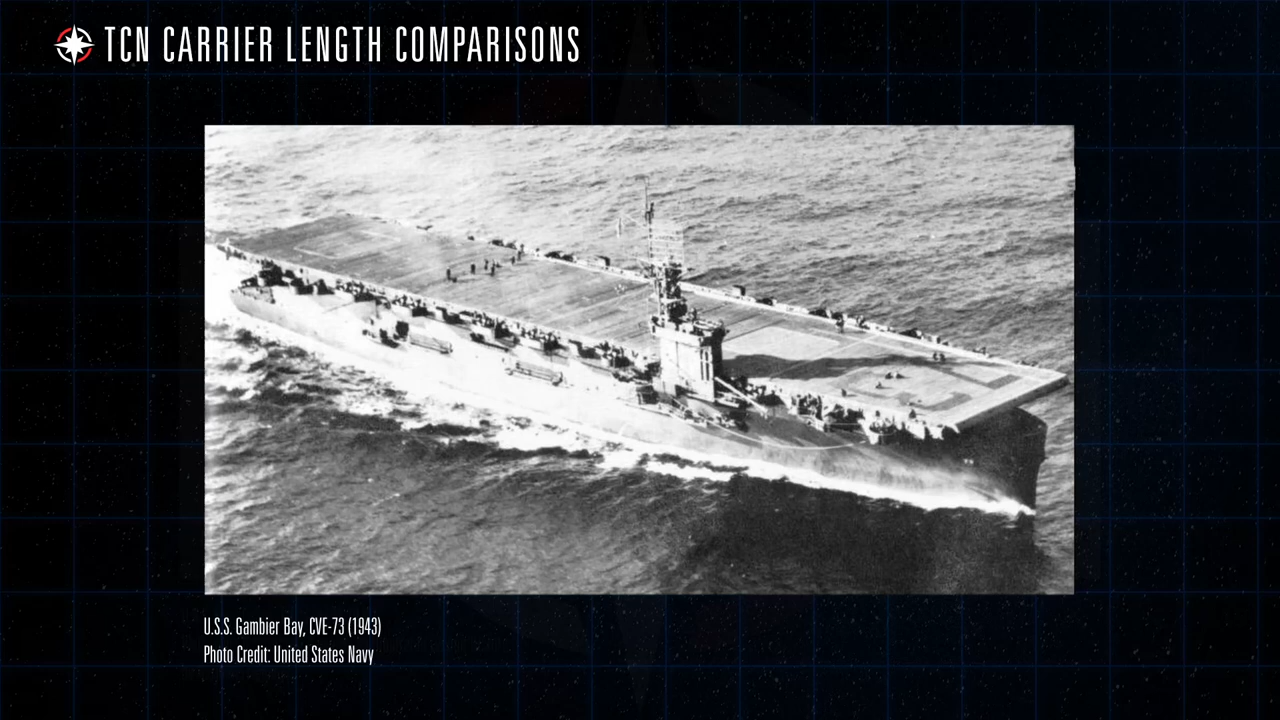 TCN CARRIER LENGTH COMPARISONS
U.S.S. Gambier Bay, CVE-73 (1943)
Photo Credit: United States Navy